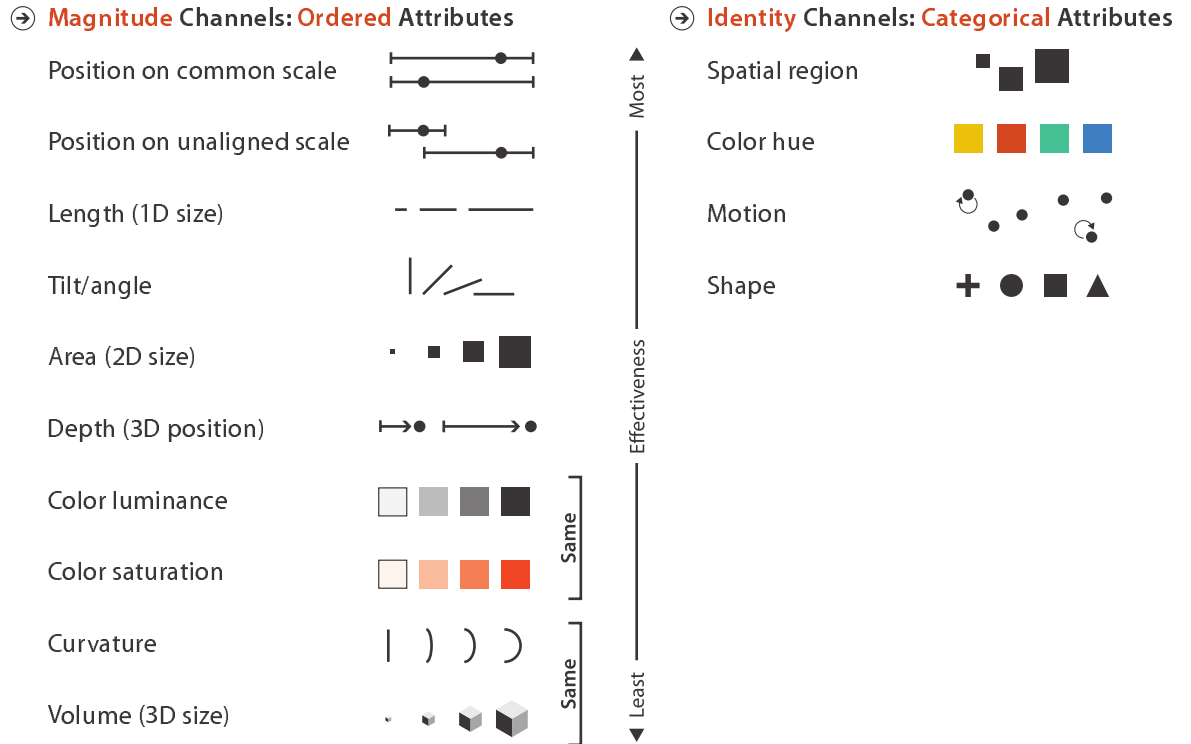 Magnitude Channels: Ordered Attributes
Position on common scale
Position on unaligned scale
Length (1D size)
Tilt/angle
Area (2D size)
Depth (3D position)
Color luminance
Color saturation
Curvature
Volume (3D size)
Same
Same
Most
Effectiveness
Least
Identity Channels: Categorical Attributes
Spatial region
Color hue
Motion
Shape